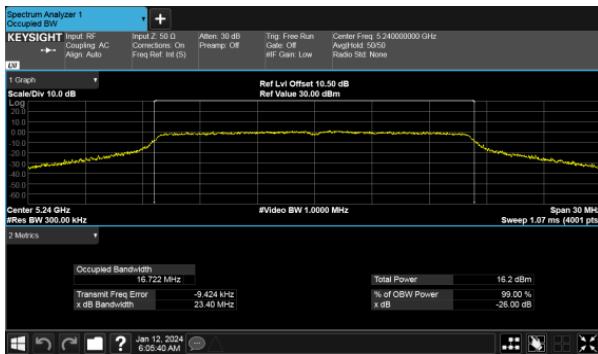 Spectrum Analyzer 1
Occupied BW
KEYSIGHT Input: RF Input Z: 50 Ω Atten: 30 dB Trig: Free Run Center Freq: 5.240000000 GHz
Coupling: AC Corrections: On Preamp: Off Gate: Off Avg|Hold: 50/50
Align: Auto Freq Ref: Int (S) #IF Gain: Low Radio Std: None
LXI
1 Graph Ref Lvl Offset 10.50 dB
Scale/Div 10.0 dB Ref Value 30.00 dBm
Log
20.0
10.0
0.00
-10.0
-20.0
-30.0
-40.0
-50.0
-60.0
Center 5.24 GHz #Video BW 1.0000 MHz Span 30 MHz
#Res BW 300.00 kHz Sweep 1.07 ms (4001 pts
2 Metrics
Occupied Bandwidth
16.722 MHz Total Power 16.2 dBm
Transmit Freq Error -9.424 kHz % of OBW Power 99.00 %
x dB Bandwidth 23.40 MHz x dB -26.00 dB
? Jan 12, 2024
6:05:40 AM